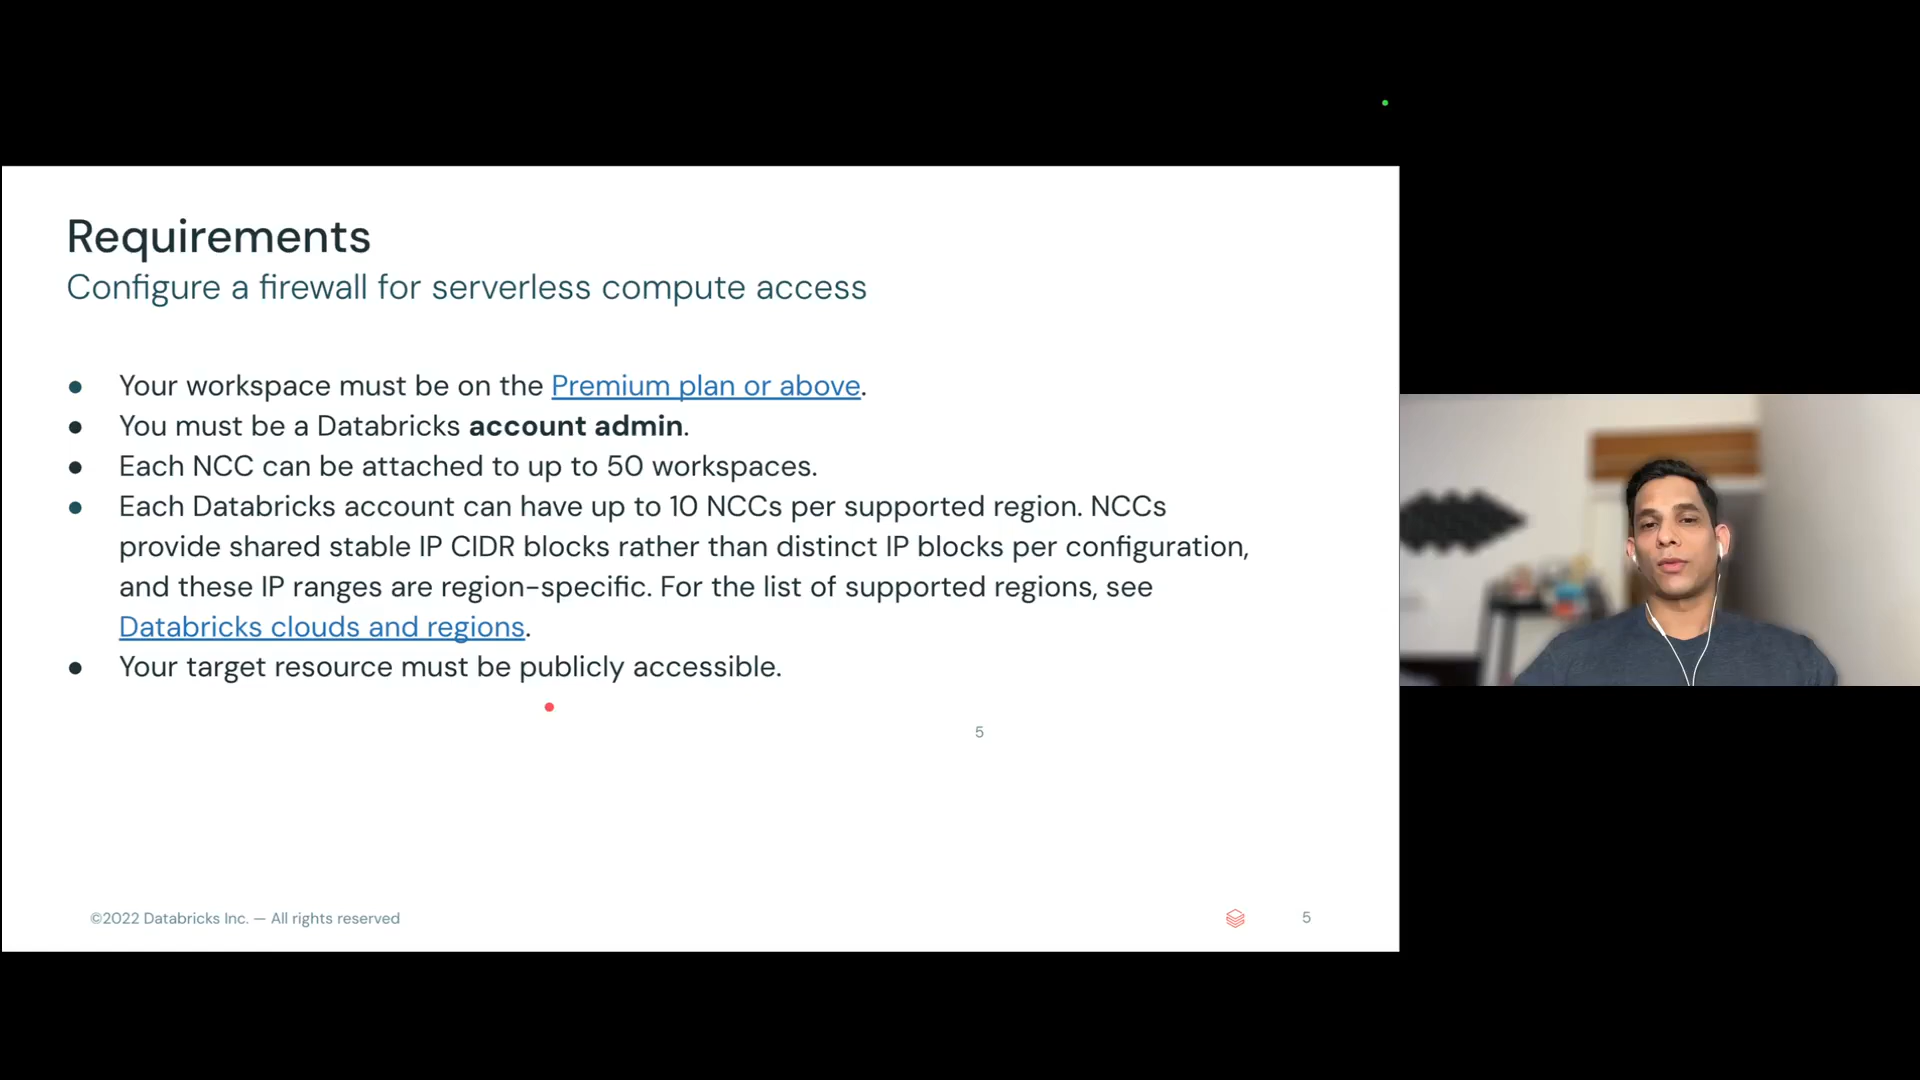 Requirements
Configure a firewall for serverless compute access
● Your workspace must be on the Premium plan or above.
● You must be a Databricks account admin.
● Each NCC can be attached to up to 50 workspaces.
● Each Databricks account can have up to 10 NCCs per supported region. NCCs
provide shared stable IP CIDR blocks rather than distinct IP blocks per configuration,
and these IP ranges are region-specific. For the list of supported regions, see
Databricks clouds and regions.
● Your target resource must be publicly accessible.
5
©2022 Databricks Inc. — All rights reserved
5